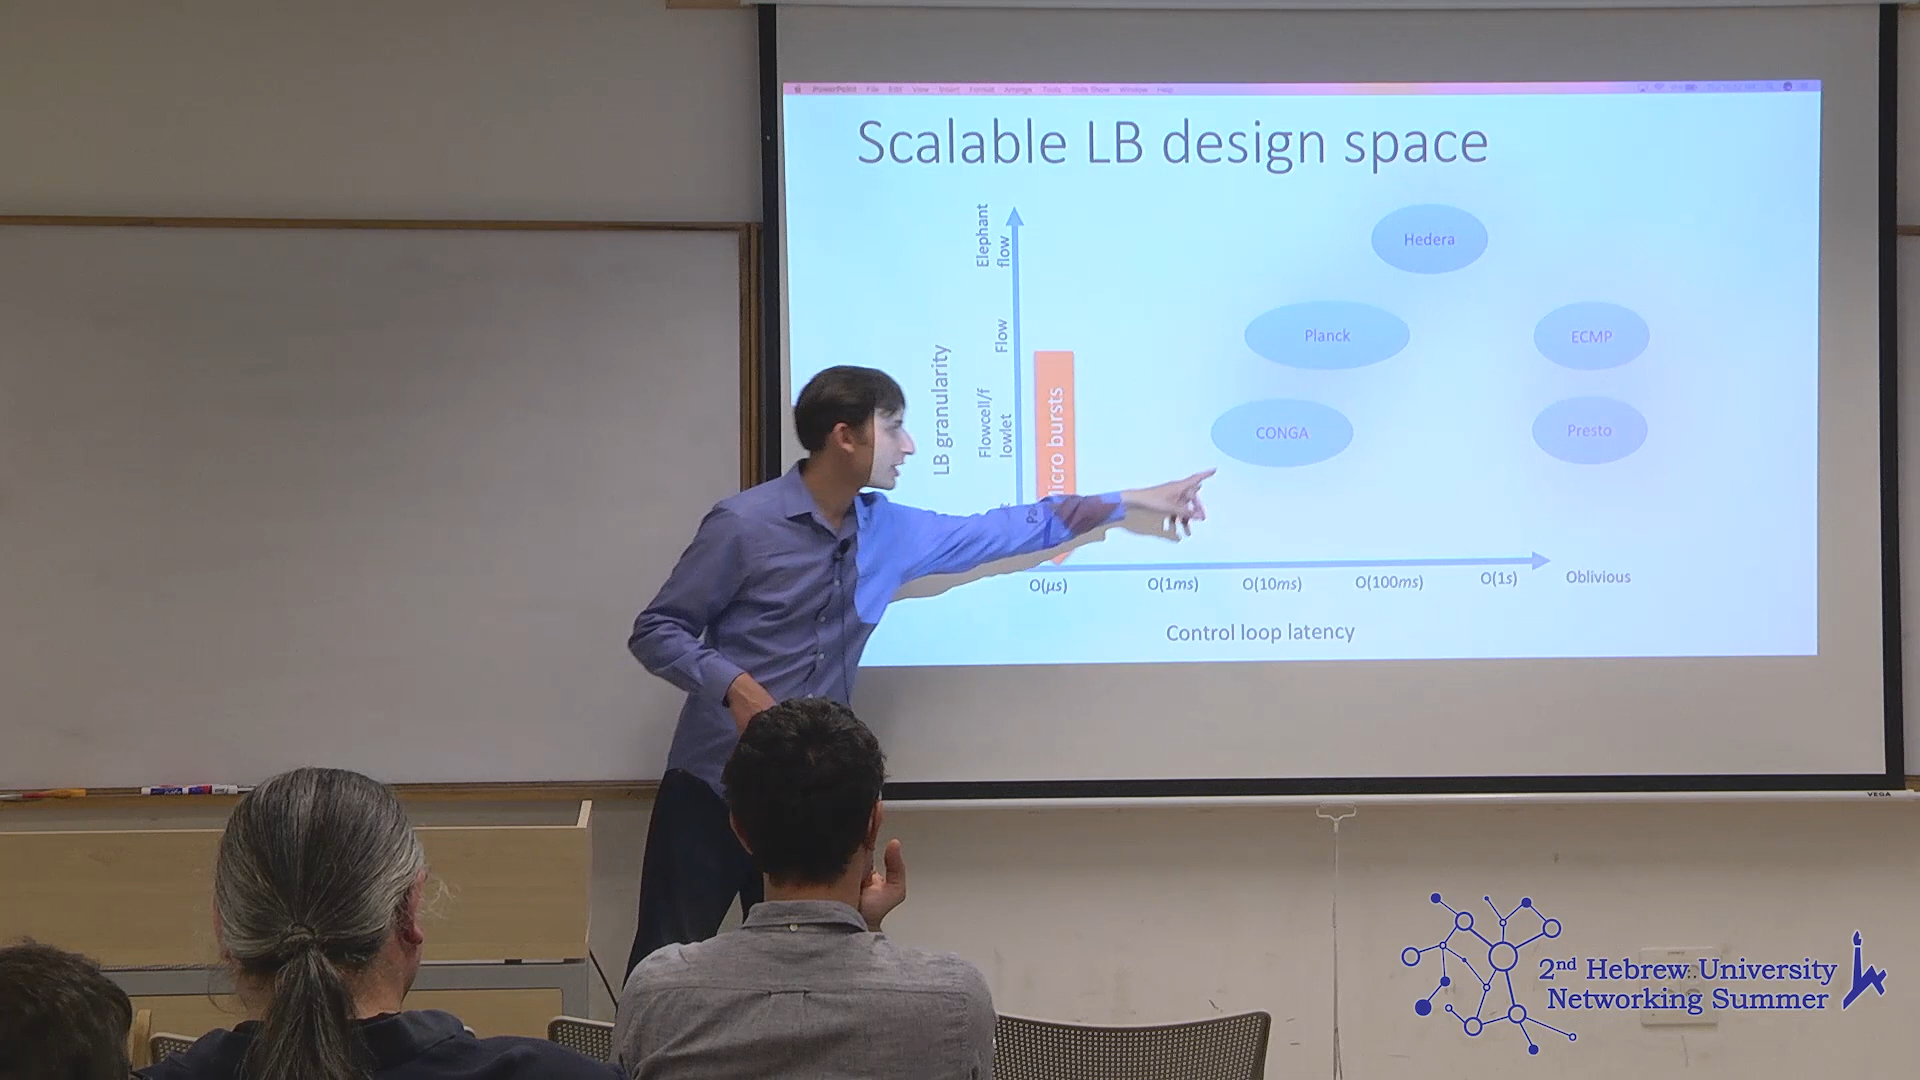 PowerPoint File Edit View Insert Format Arrange Tools Slide Show Window Help
Scalable LB design space
Elephant
flow
Hedera
Flow
Planck
ECMP
LB granularity
Flowcell/f
lowlet
CONGA
Presto
O(µs)
O(1ms)
O(10ms)
O(100ms)
O(1s)
Oblivious
Control loop latency
VEGA
2nd Hebrew University
Networking Summer